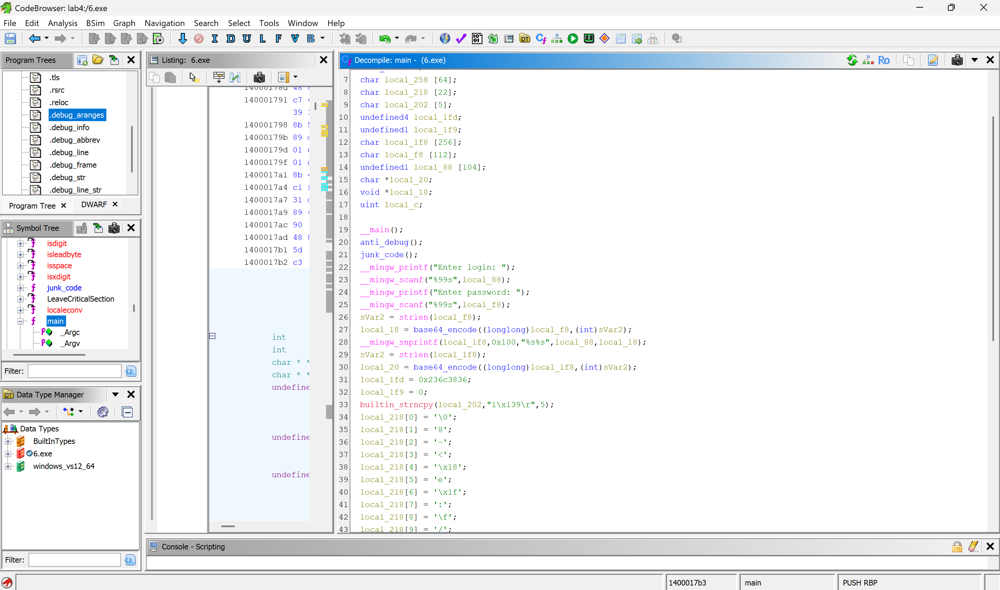 CodeBrowser: lab4:/6.exe
File Edit Analysis BSim Graph Navigation Search Select Tools Window Help
I D U L F V B
Program Trees
.tls
.rsrc
.reloc
.debug_aranges
.debug_info
.debug_abbrev
.debug_line
.debug_frame
.debug_str
.debug_line_str
Program Tree
DWARF
Symbol Tree
isdigit
isleadbyte
isspace
isxdigit
junk_code
LeaveCriticalSection
localeconv
main
_Argc
_Argv
Filter:
Data Type Manager
Data Types
BuiltInTypes
6.exe
windows_vs12_64
Filter:
Listing: 6.exe
14000178d 48
140001791 c7
39
140001798 8b
14000179b 89
14000179d 01
14000179f 01
1400017a1 8b
1400017a4 c1
1400017a7 31
1400017a9 89
1400017ac 90
1400017ad 48
1400017b1 5d
1400017b2 c3
int
int
char * *
char * *
undefine
undefine
undefine
Decompile: main - (6.exe)
Ro
7 char local_258 [64];
8 char local_218 [22];
9 char local_202 [5];
10 undefined4 local_1fd;
11 undefined1 local_1f9;
12 char local_1f8 [256];
13 char local_f8 [112];
14 undefined1 local_88 [104];
15 char *local_20;
16 void *local_18;
17 uint local_c;
18
19 __main();
20 anti_debug();
21 junk_code();
22 __mingw_printf("Enter login: ");
23 __mingw_scanf("%99s",local_88);
24 __mingw_printf("Enter password: ");
25 __mingw_scanf("%99s",local_f8);
26 sVar2 = strlen(local_f8);
27 local_18 = base64_encode((longlong)local_f8,(int)sVar2);
28 __mingw_snprintf(local_1f8,0x100,"%s%s",local_88,local_18);
29 sVar2 = strlen(local_1f8);
30 local_20 = base64_encode((longlong)local_1f8,(int)sVar2);
31 local_1fd = 0x236c3836;
32 local_1f9 = 0;
33 builtin_strncpy(local_202,"1\x139\r",5);
34 local_218[0] = '\0';
35 local_218[1] = '8';
36 local_218[2] = '-';
37 local_218[3] = '<';
38 local_218[4] = '\x18';
39 local_218[5] = 'e';
40 local_218[6] = '\x1f';
41 local_218[7] = ':';
42 local_218[8] = '\f';
43 local_218[9] = '/';
Console - Scripting
1400017b3
main
PUSH RBP